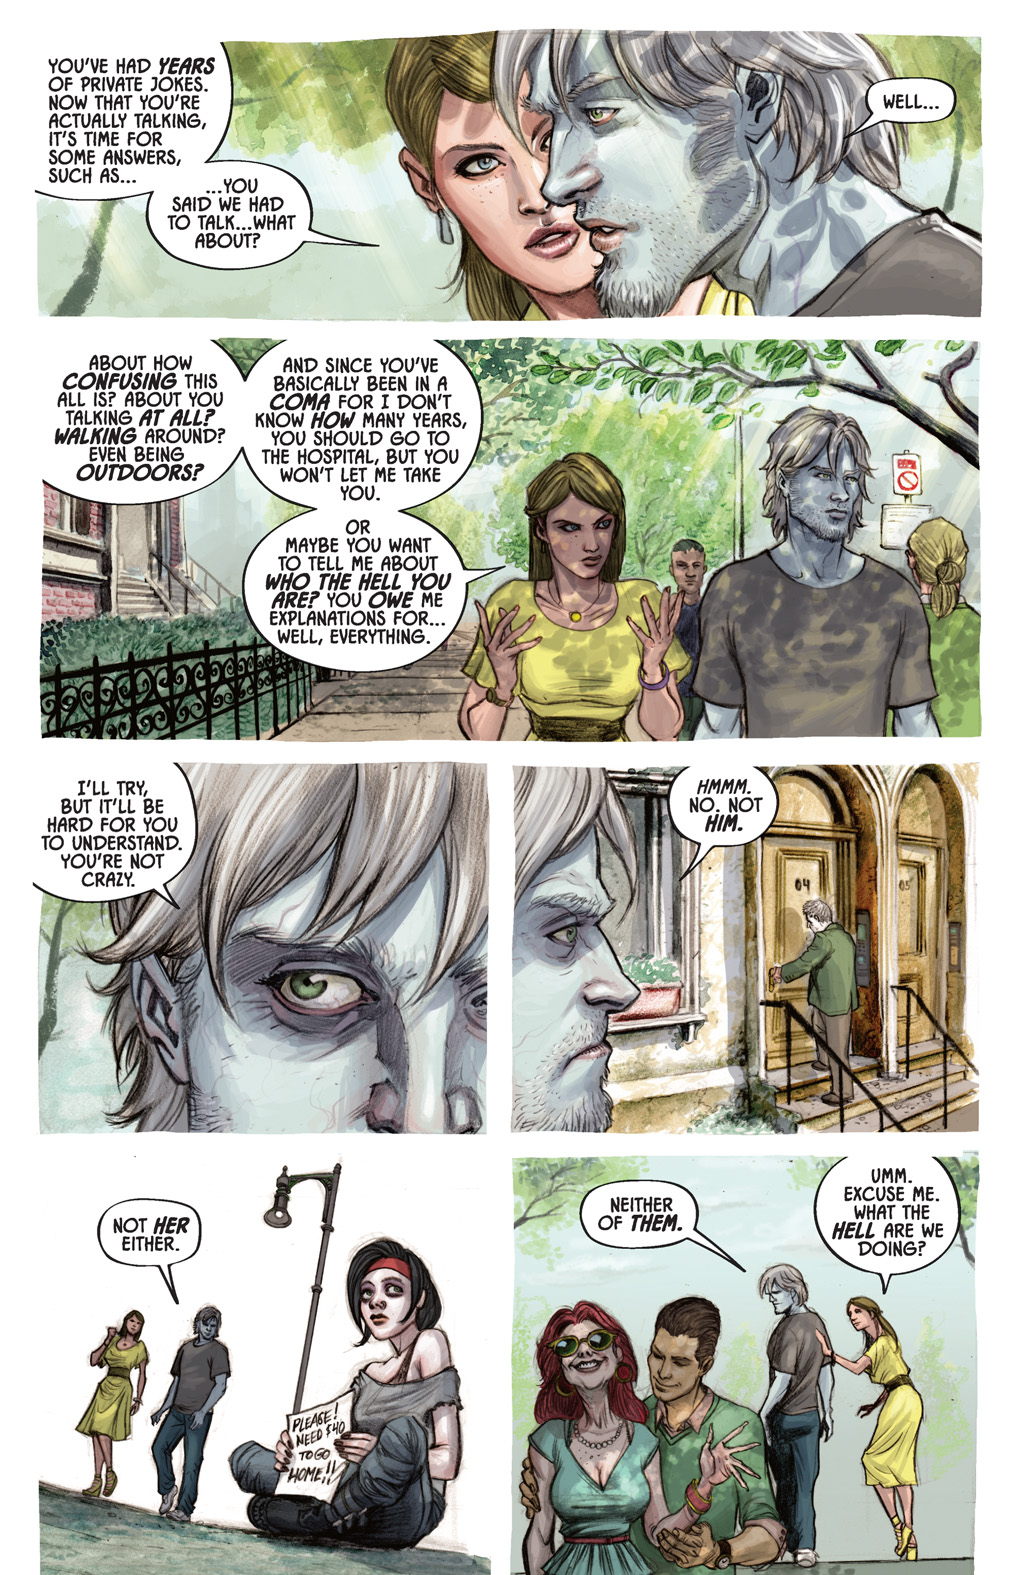 YOU'VE HAD YEARS
OF PRIVATE JOKES.
NOW THAT YOU'RE
ACTUALLY TALKING,
IT'S TIME FOR
SOME ANSWERS,
SUCH AS...
...YOU
SAID WE HAD
TO TALK...WHAT
ABOUT?
WELL...
ABOUT HOW
CONFUSING THIS
ALL IS? ABOUT YOU
TALKING AT ALL?
WALKING AROUND?
EVEN BEING
OUTDOORS?
AND SINCE YOU'VE
BASICALLY BEEN IN A
COMA FOR I DON'T
KNOW HOW MANY YEARS,
YOU SHOULD GO TO
THE HOSPITAL, BUT YOU
WON'T LET ME TAKE
YOU.
OR
MAYBE YOU WANT
TO TELL ME ABOUT
WHO THE HELL YOU
ARE? YOU OWE ME
EXPLANATIONS FOR...
WELL, EVERYTHING.
I'LL TRY,
BUT IT'LL BE
HARD FOR YOU
TO UNDERSTAND.
YOU'RE NOT
CRAZY.
HMMM.
NO. NOT
HIM.
04
05
NOT HER
EITHER.
PLEASE!
NEED $40
TO GO
HOME!!
NEITHER
OF THEM.
UMM.
EXCUSE ME.
WHAT THE
HELL ARE WE
DOING?